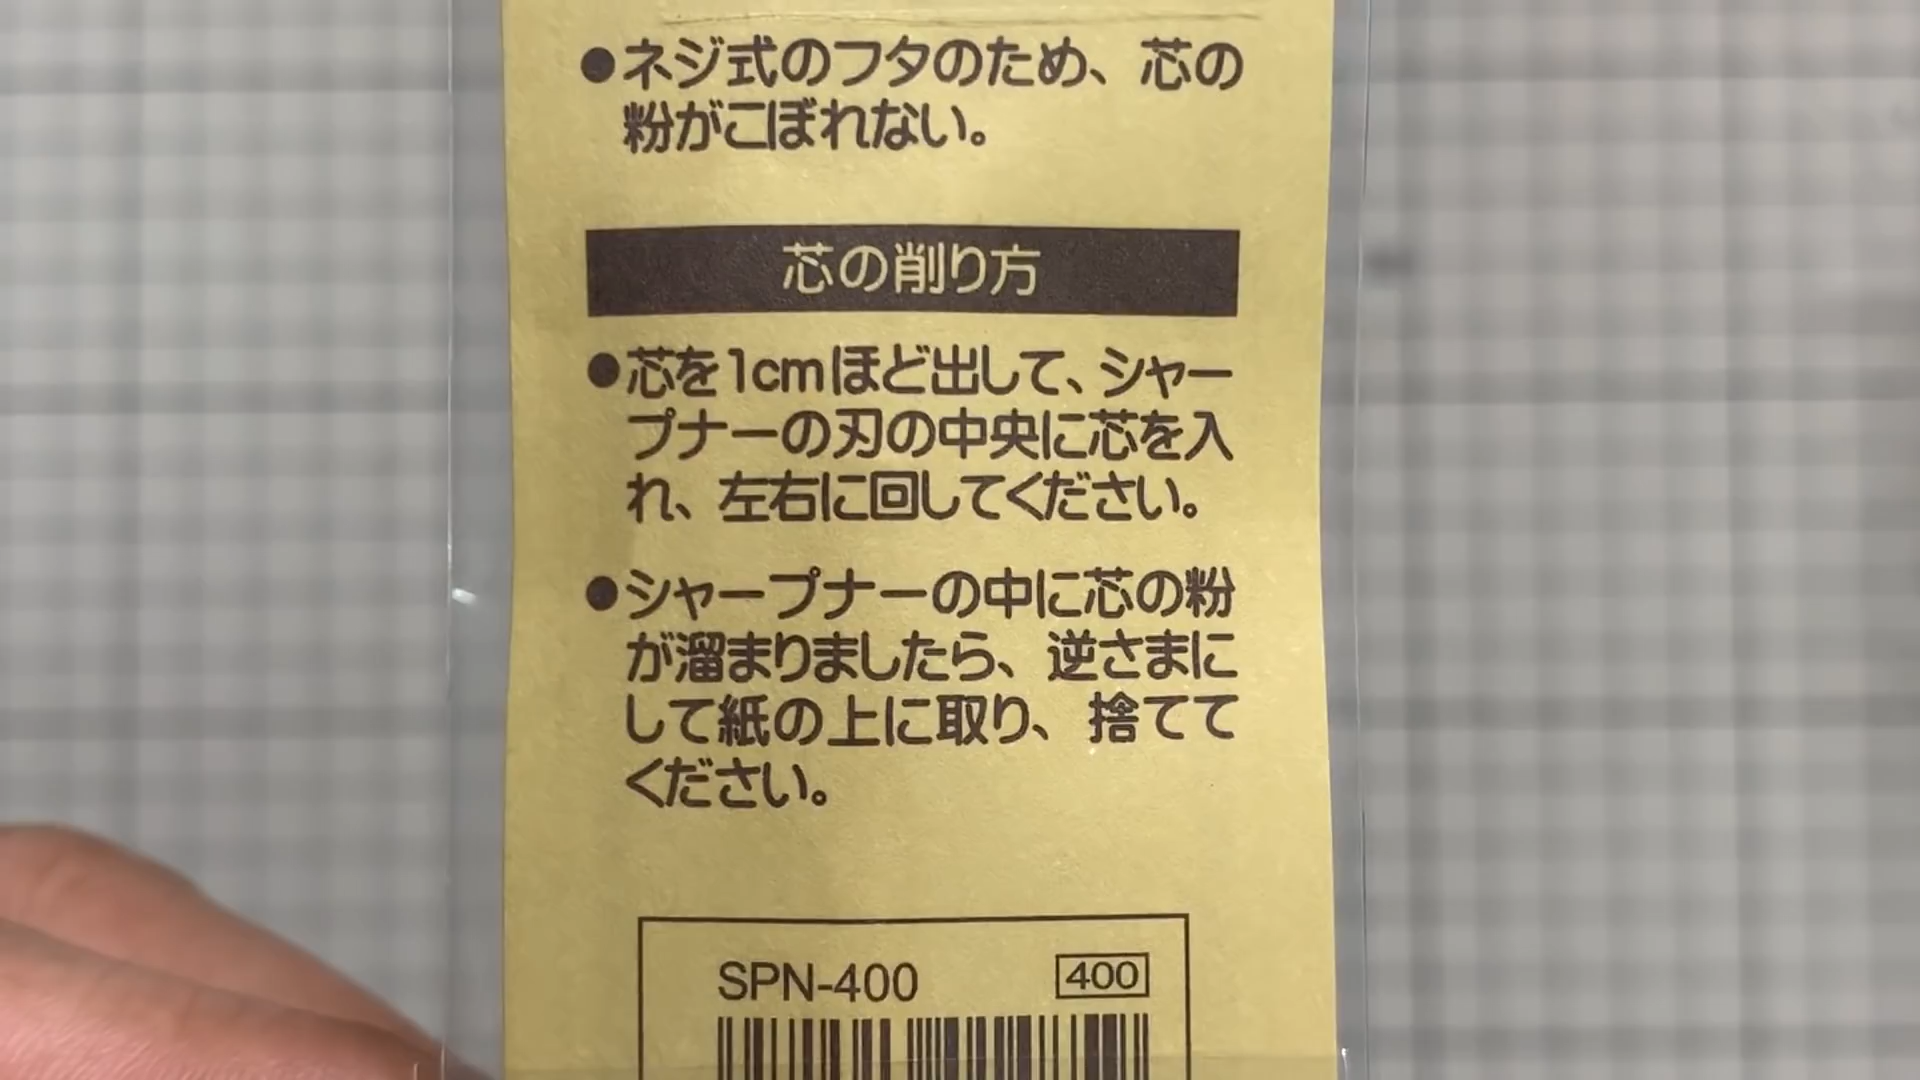 ●ネジ式のフタのため、芯の
粉がこぼれない。
芯の削り方
●芯を1cmほど出して、シャー
プナーの刃の中央に芯を入
れ、左右に回してください。
●シャープナーの中に芯の粉
が溜まりましたら、逆さまに
して紙の上に取り、捨てて
ください。
SPN-400 400